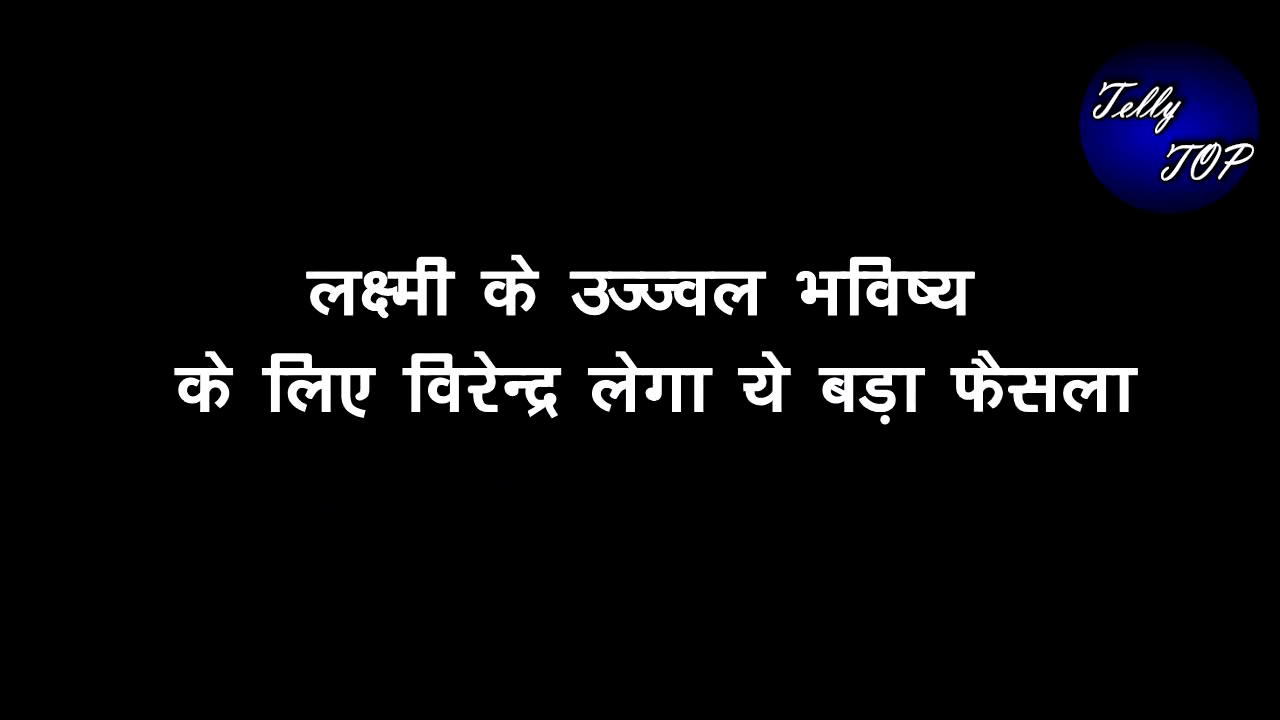 Telly
TOP
लक्ष्मी के उज्ज्वल भविष्य
के लिए विरेन्द्र लेगा ये बड़ा फैसला